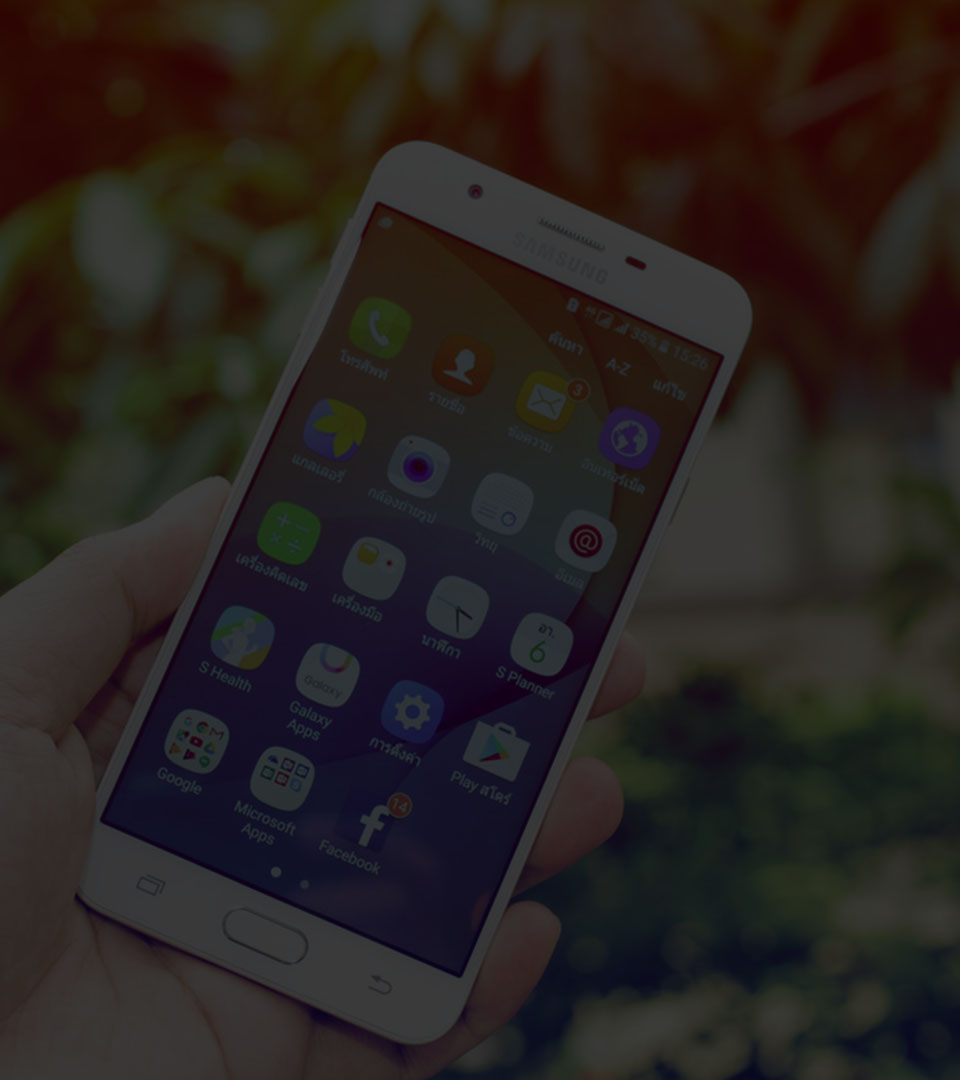 SAMSUNG
35% 15:26
ค้นหา A-Z แก้ไข
3
โทรศัพท์ รายชื่อ ข้อความ อินเทอร์เน็ต
@
แกลเลอรี่ กล้องถ่ายรูป วิทยุ อีเมล
อา.
6
เครื่องคิดเลข เครื่องมือ นาฬิกา S Planner
Galaxy
S Health Galaxy Apps การตั้งค่า Play สโตร์
14
Google Microsoft Apps Facebook